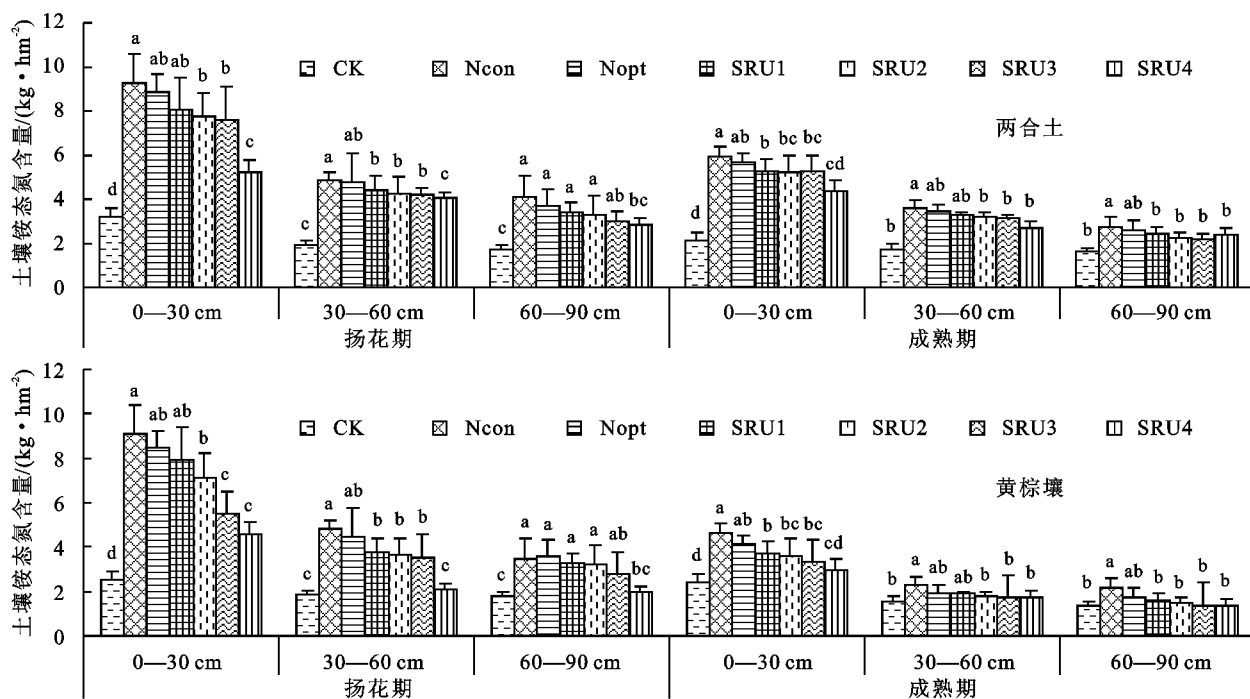 土壤铵态氮含量/(kg·hm⁻²)
12
10
8
6
4
2
0
CK Ncon Nopt SRU1 SRU2 SRU3 SRU4
两合土
d a ab ab b b c
c a ab b b b c
b a a a a ab bc
d a ab b bc bc cd
b a ab ab b b b
b a ab b b b b
0—30 cm 30—60 cm 60—90 cm 0—30 cm 30—60 cm 60—90 cm
扬花期 成熟期
土壤铵态氮含量/(kg·hm⁻²)
12
10
8
6
4
2
0
CK Ncon Nopt SRU1 SRU2 SRU3 SRU4
黄棕壤
d a ab ab b c c
c a ab b b b c
c a a a a ab bc
d a ab b bc bc cd
b a ab ab b b b
b a ab b b b b
0—30 cm 30—60 cm 60—90 cm 0—30 cm 30—60 cm 60—90 cm
扬花期 成熟期